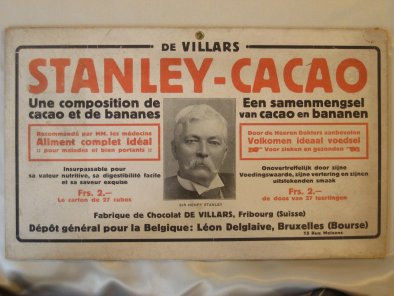 DE VILLARS
STANLEY-CACAO
Une composition de
cacao et de bananes
Recommandé par MM. les médecins
Aliment complet idéal
:: pour malades et bien portants ::
Insurpassable pour
sa valeur nutritive, sa digestibilité facile
et sa saveur exquise
Frs. 2.—
Le carton de 27 cubes
SIR HENRY STANLEY
Een samenmengsel
van cacao en bananen
Door de Heeren Dokters aanbevolen
Volkomen ideaal voedsel
Voor zieken en gezonden
Onovertreffelijk door zijne
Voedingswaarde, zijne vertering en zijnen
uitstekenden smaak
Frs. 2.—
de doos van 27 teerlingen
Fabrique de Chocolat DE VILLARS, Fribourg (Suisse)
Dépôt général pour la Belgique: Léon Delglaive, Bruxelles (Bourse)
13 Rue Moisens